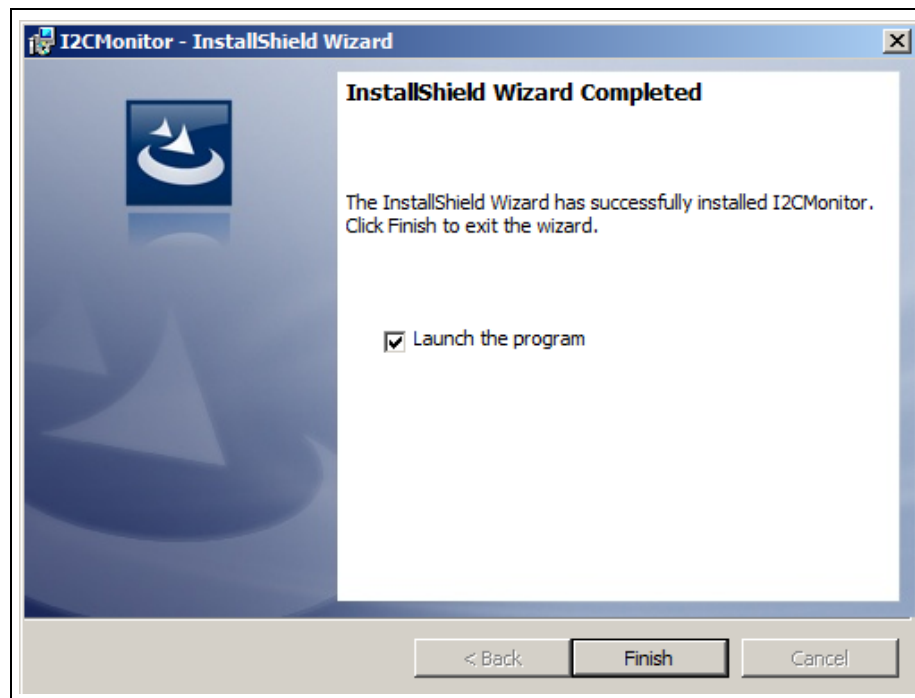 I2CMonitor - InstallShield Wizard
InstallShield Wizard Completed
The InstallShield Wizard has successfully installed I2CMonitor.
Click Finish to exit the wizard.
Launch the program
< Back
Finish
Cancel